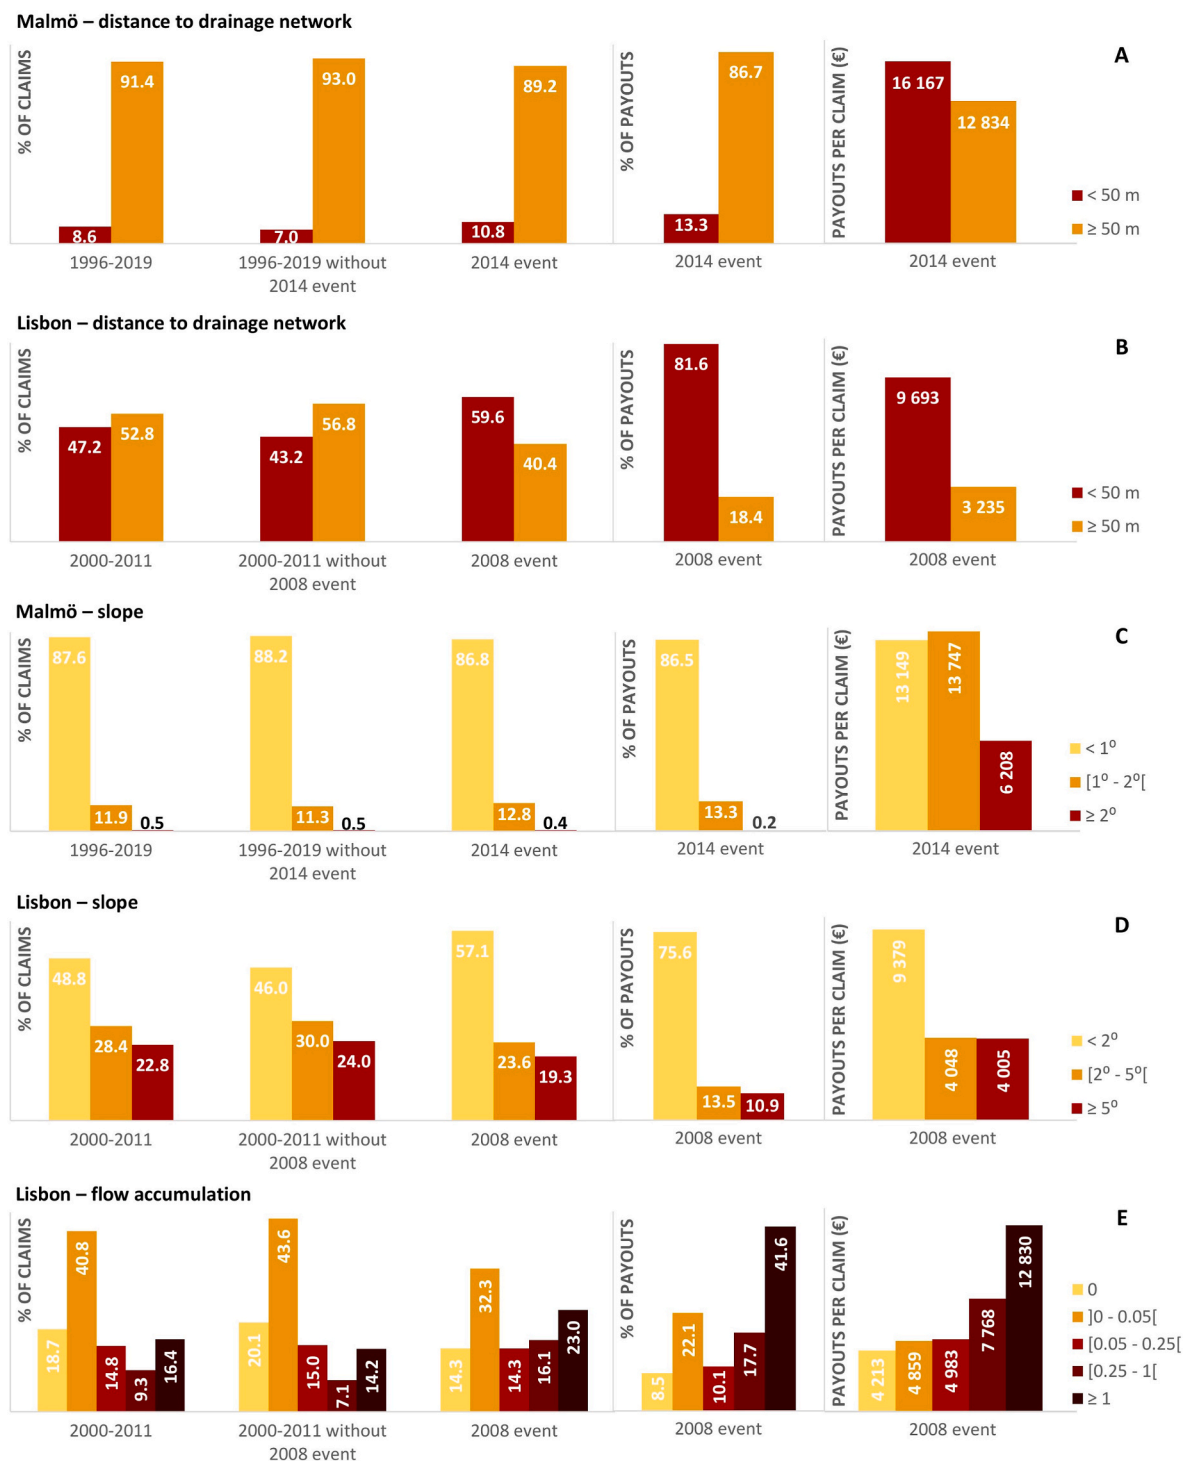 Malmö – distance to drainage network
A
% OF CLAIMS
8.6
91.4
7.0
93.0
10.8
89.2
1996-2019
1996-2019 without
2014 event
2014 event
% OF PAYOUTS
13.3
86.7
2014 event
PAYOUTS PER CLAIM (€)
16 167
12 834
2014 event
< 50 m
≥ 50 m
Lisbon – distance to drainage network
B
% OF CLAIMS
47.2
52.8
43.2
56.8
59.6
40.4
2000-2011
2000-2011 without
2008 event
2008 event
% OF PAYOUTS
81.6
18.4
2008 event
PAYOUTS PER CLAIM (€)
9 693
3 235
2008 event
< 50 m
≥ 50 m
Malmö – slope
C
% OF CLAIMS
87.6
11.9
0.5
88.2
11.3
0.5
86.8
12.8
0.4
1996-2019
1996-2019 without
2014 event
2014 event
% OF PAYOUTS
86.5
13.3
0.2
2014 event
PAYOUTS PER CLAIM (€)
13 149
13 747
6 208
2014 event
< 1º
[1º - 2º[
≥ 2º
Lisbon – slope
D
% OF CLAIMS
48.8
28.4
22.8
46.0
30.0
24.0
57.1
23.6
19.3
2000-2011
2000-2011 without
2008 event
2008 event
% OF PAYOUTS
75.6
13.5
10.9
2008 event
PAYOUTS PER CLAIM (€)
9 379
4 048
4 005
2008 event
< 2º
[2º - 5º[
≥ 5º
Lisbon – flow accumulation
E
% OF CLAIMS
18.7
40.8
14.8
9.3
16.4
20.1
43.6
15.0
7.1
14.2
14.3
32.3
14.3
16.1
23.0
2000-2011
2000-2011 without
2008 event
2008 event
% OF PAYOUTS
8.5
22.1
10.1
17.7
41.6
2008 event
PAYOUTS PER CLAIM (€)
4 213
4 859
4 983
7 768
12 830
2008 event
0
]0 - 0.05[
[0.05 - 0.25[
[0.25 - 1[
≥ 1